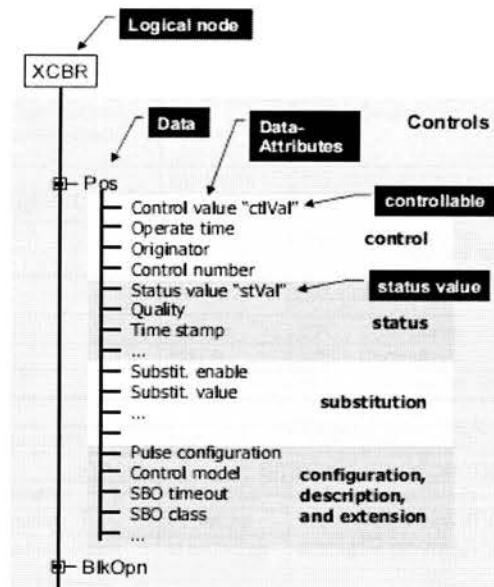 Logical node
XCBR
Data
Data-
Attributes
Controls
Pos
Control value "ctlVal"
controllable
Operate time
control
Originator
Control number
Status value "stVal"
status value
Quality
status
Time stamp
...
Substit. enable
Substit. value
substitution
...
Pulse configuration
Control model
configuration,
SBO timeout
description,
SBO class
and extension
...
BlkOpn